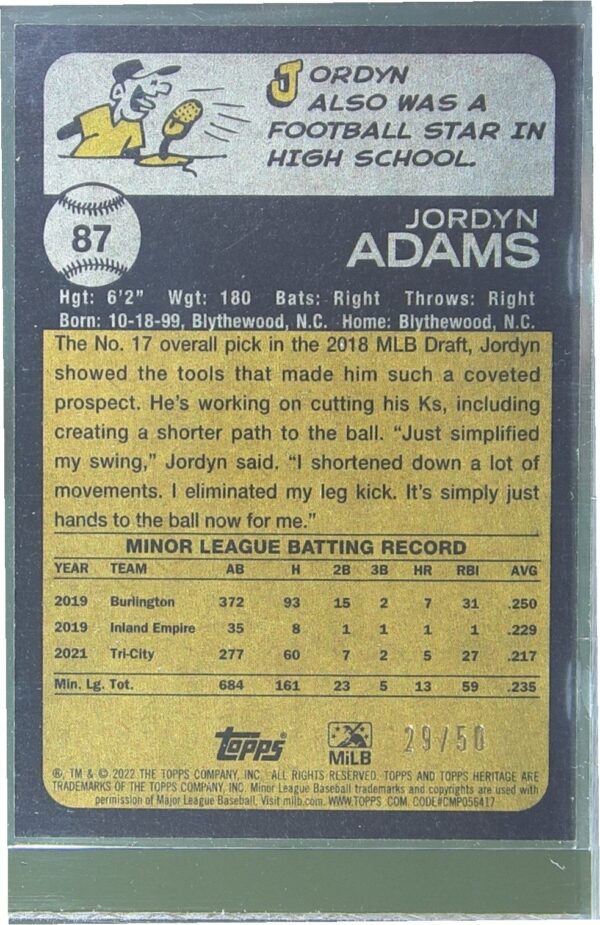 JORDYN
ALSO WAS A
FOOTBALL STAR IN
HIGH SCHOOL.
87
JORDYN
ADAMS
Hgt: 6'2" Wgt: 180 Bats: Right Throws: Right
Born: 10-18-99, Blythewood, N.C. Home: Blythewood, N.C.
The No. 17 overall pick in the 2018 MLB Draft, Jordyn
showed the tools that made him such a coveted
prospect. He's working on cutting his Ks, including
creating a shorter path to the ball. "Just simplified
my swing," Jordyn said. "I shortened down a lot of
movements. I eliminated my leg kick. It's simply just
hands to the ball now for me."
MINOR LEAGUE BATTING RECORD
YEAR TEAM AB H 2B 3B HR RBI AVG
2019 Burlington 372 93 15 2 7 31 .250
2019 Inland Empire 35 8 1 1 1 1 .229
2021 Tri-City 277 60 7 2 5 27 .217
Min. Lg. Tot. 684 161 23 5 13 59 .235
Topps MiLB 29/50
®, TM & © 2022 THE TOPPS COMPANY, INC. ALL RIGHTS RESERVED. TOPPS AND TOPPS HERITAGE ARE
TRADEMARKS OF THE TOPPS COMPANY, INC. Minor League Baseball trademarks and copyrights are used with
permission of Major League Baseball. Visit milb.com. WWW.TOPPS.COM. CODE#CMP056417